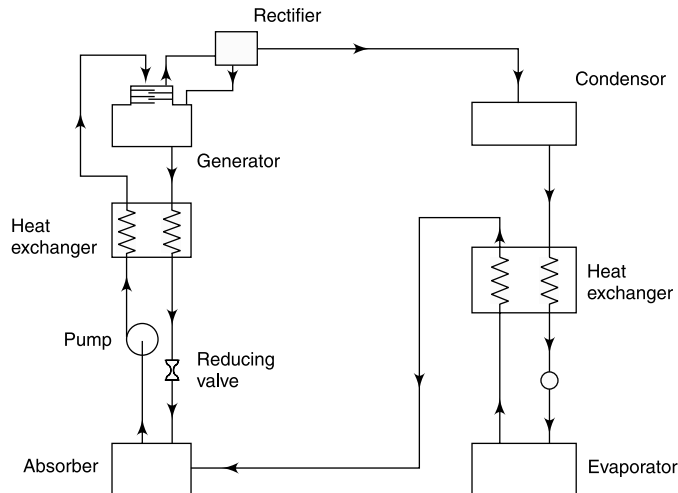 Rectifier
Condensor
Generator
Heat
exchanger
Heat
exchanger
Pump
Reducing
valve
Absorber
Evaporator